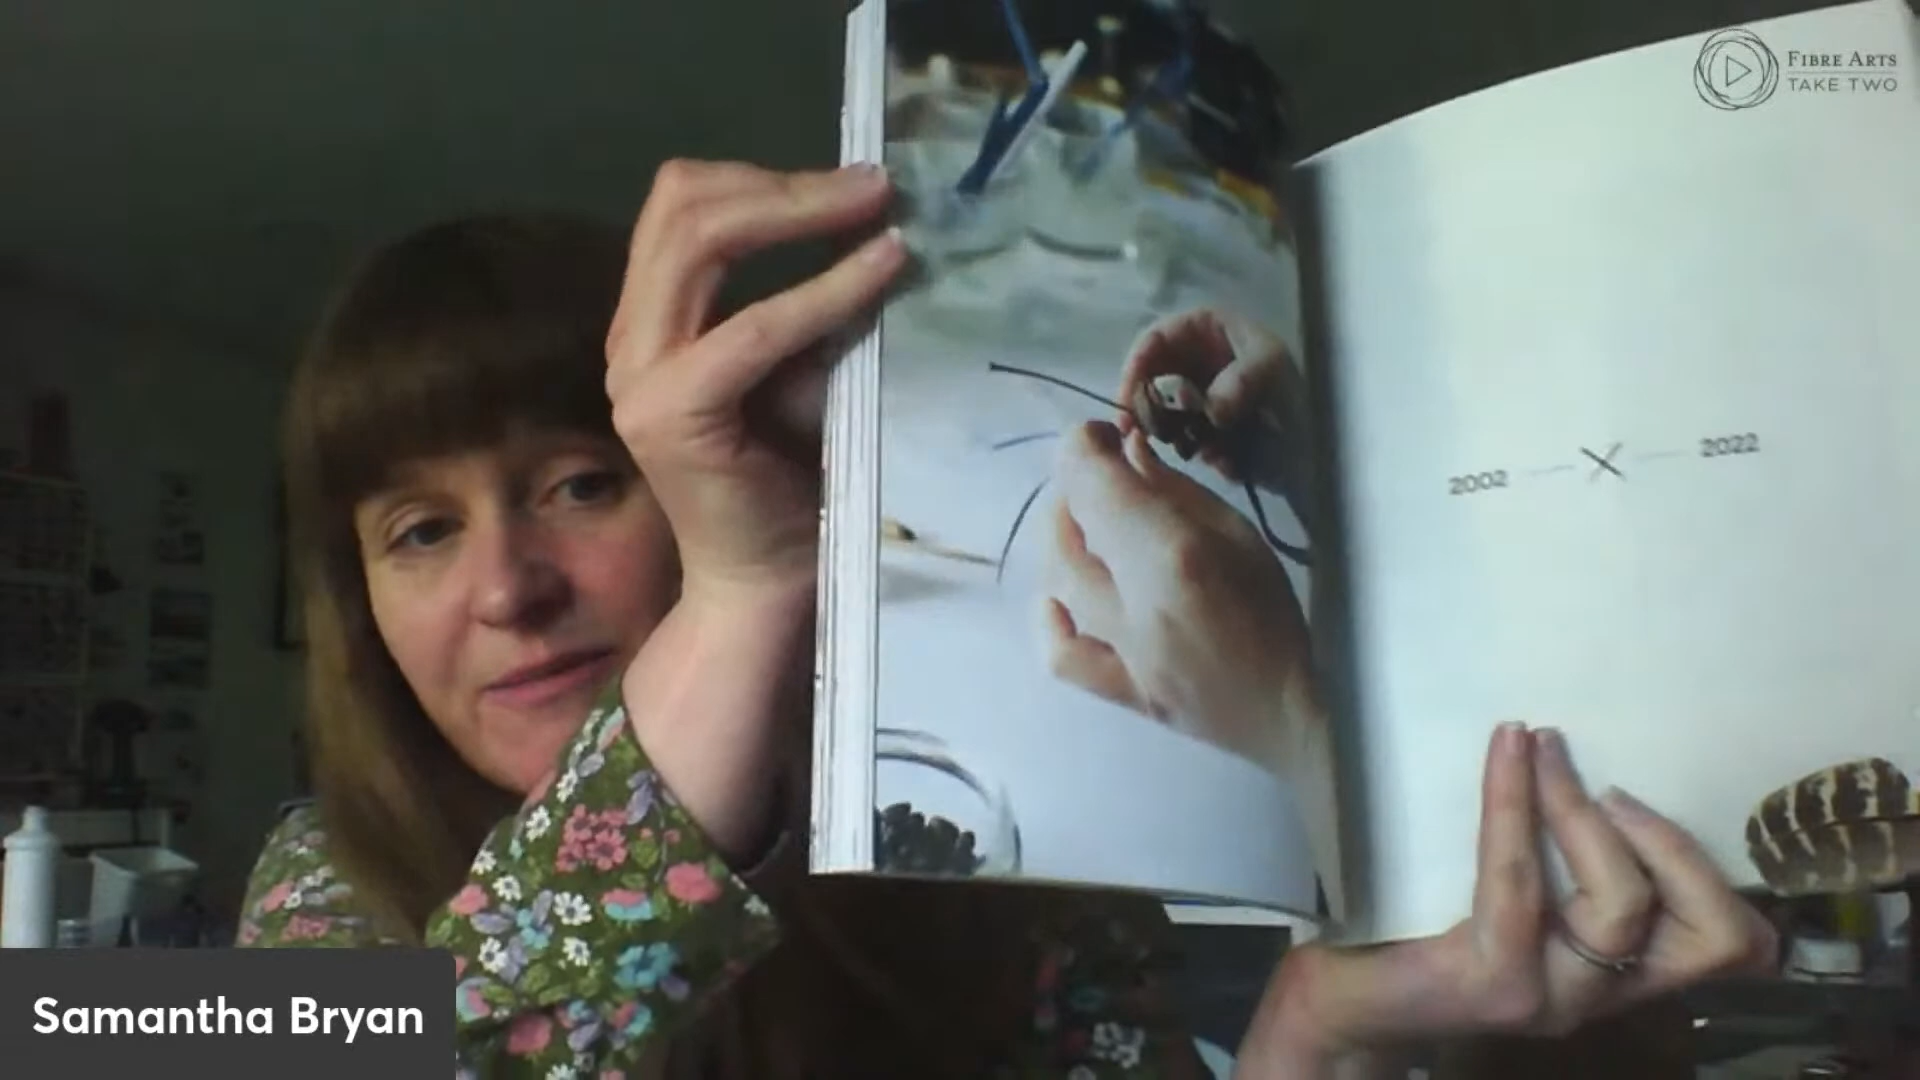 FIBRE ARTS
TAKE TWO
2002 — X — 2022
Samantha Bryan